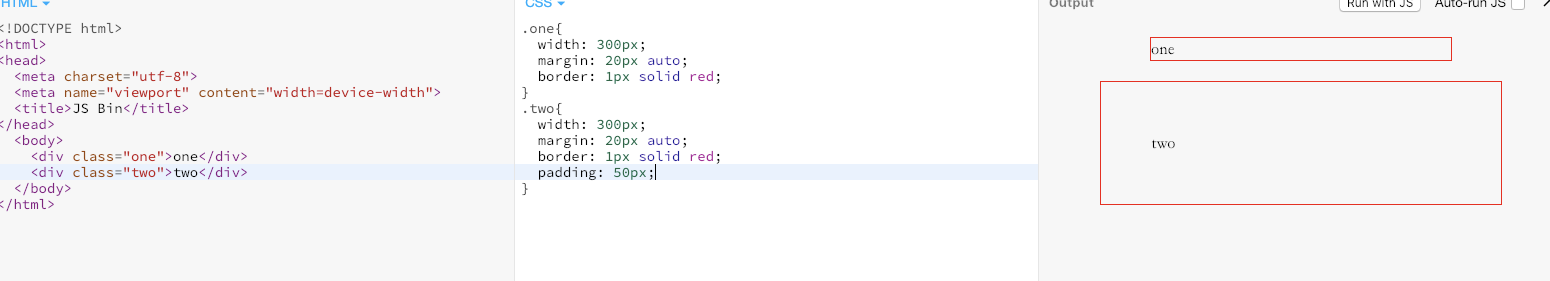 HTML
<!DOCTYPE html>
<html>
<head>
<meta charset="utf-8">
<meta name="viewport" content="width=device-width">
<title>JS Bin</title>
</head>
<body>
<div class="one">one</div>
<div class="two">two</div>
</body>
</html>
CSS
.one{
width: 300px;
margin: 20px auto;
border: 1px solid red;
}
.two{
width: 300px;
margin: 20px auto;
border: 1px solid red;
padding: 50px;
}
Output
Run with JS
Auto-run JS
one
two